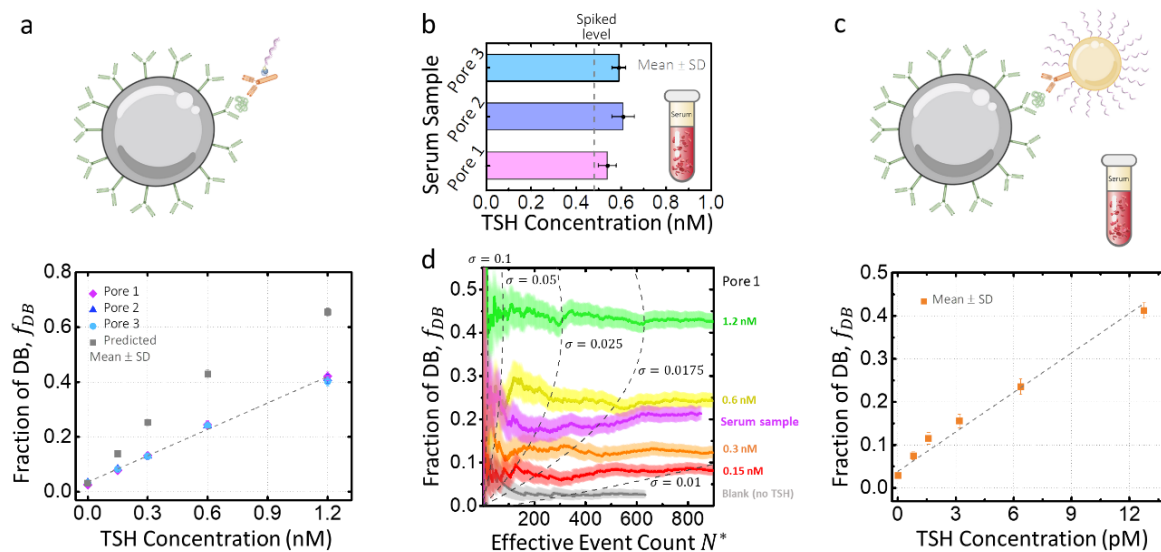 a
Fraction of DB, f_DB
0.8
0.6
0.4
0.2
0.0
Pore 1
Pore 2
Pore 3
Predicted
Mean ± SD
0.0 0.3 0.6 0.9 1.2
TSH Concentration (nM)
b
Spiked
level
Serum Sample
Pore 3
Pore 2
Pore 1
Mean ± SD
Serum
0.0 0.2 0.4 0.6 0.8 1.0
TSH Concentration (nM)
d
Fraction of DB, f_DB
0.5
0.4
0.3
0.2
0.1
0.0
σ = 0.1
σ = 0.05
σ = 0.025
σ = 0.0175
σ = 0.01
Pore 1
1.2 nM
0.6 nM
Serum sample
0.3 nM
0.15 nM
Blank (no TSH)
200 400 600 800
Effective Event Count N*
c
Serum
Fraction of DB, f_DB
0.5
0.4
0.3
0.2
0.1
0.0
Mean ± SD
0 3 6 9 12
TSH Concentration (pM)